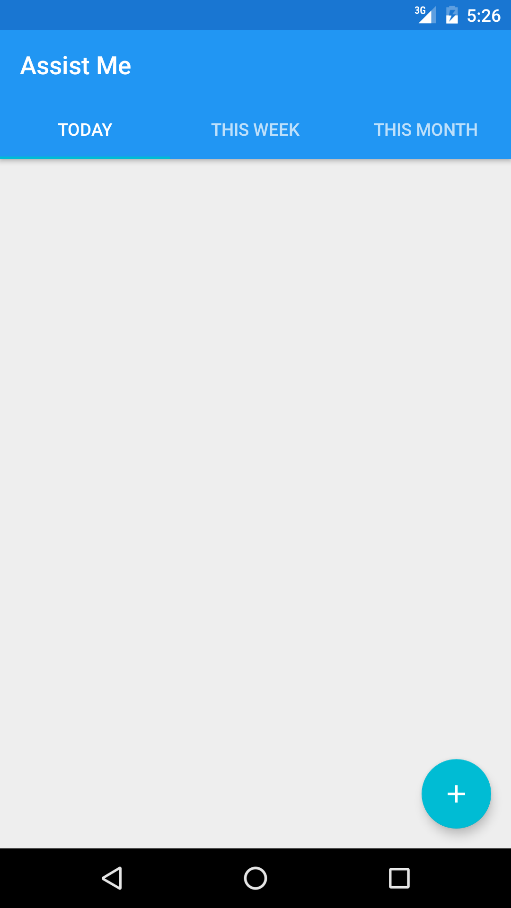 3G 5:26
Assist Me
TODAY THIS WEEK THIS MONTH
+